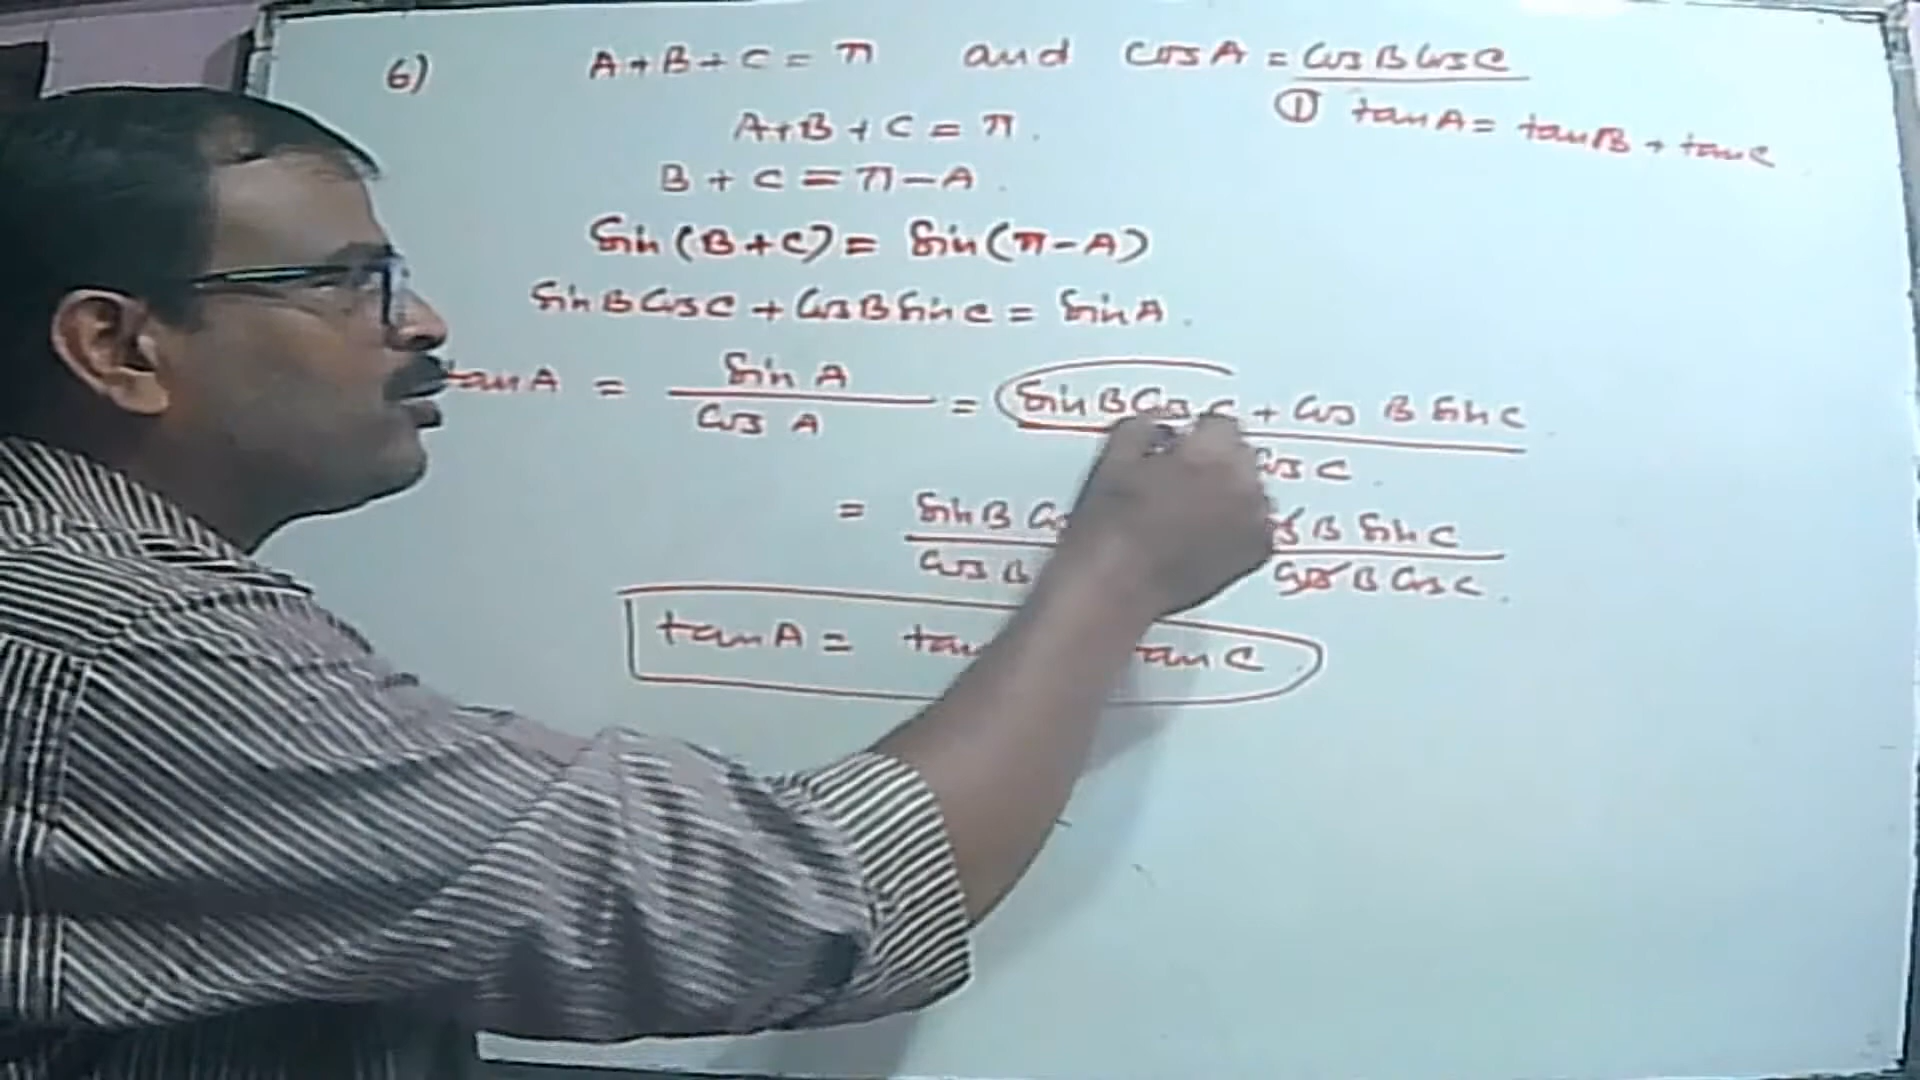 6) A+B+C = π and cos A = cos B cos C
① tan A = tan B + tan C
A+B+C = π.
B+C = π-A.
Sin (B+C) = Sin (π-A)
Sin B Cos C + Cos B Sin C = Sin A.
tan A = Sin A / Cos A = Sin B Cos C + Cos B Sin C / Cos C.
= Sin B / Cos B B Sin C / Cos B Cos C.
tan A = tan C